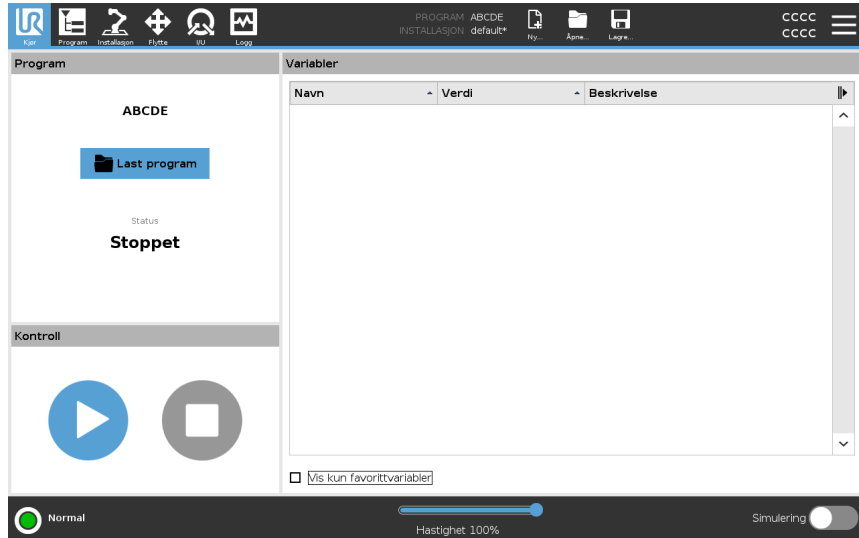 Kjør
Program
Installasjon
Flytte
I/U
Logg
PROGRAM ABCDE
INSTALLASJON default*
Ny...
Åpne...
Lagre...
CCCC
CCCC
Program
ABCDE
Last program
Status
Stoppet
Kontroll
Variabler
Navn
Verdi
Beskrivelse
Vis kun favorittvariabler
Normal
Hastighet 100%
Simulering